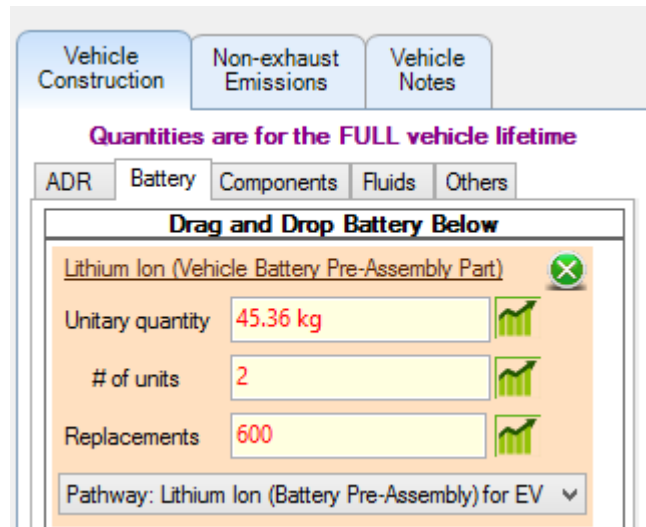 Vehicle Construction
Non-exhaust Emissions
Vehicle Notes
Quantities are for the FULL vehicle lifetime
ADR Battery Components Fluids Others
Drag and Drop Battery Below
Lithium Ion (Vehicle Battery Pre-Assembly Part)
Unitary quantity 45.36 kg
# of units 2
Replacements 600
Pathway: Lithium Ion (Battery Pre-Assembly) for EV